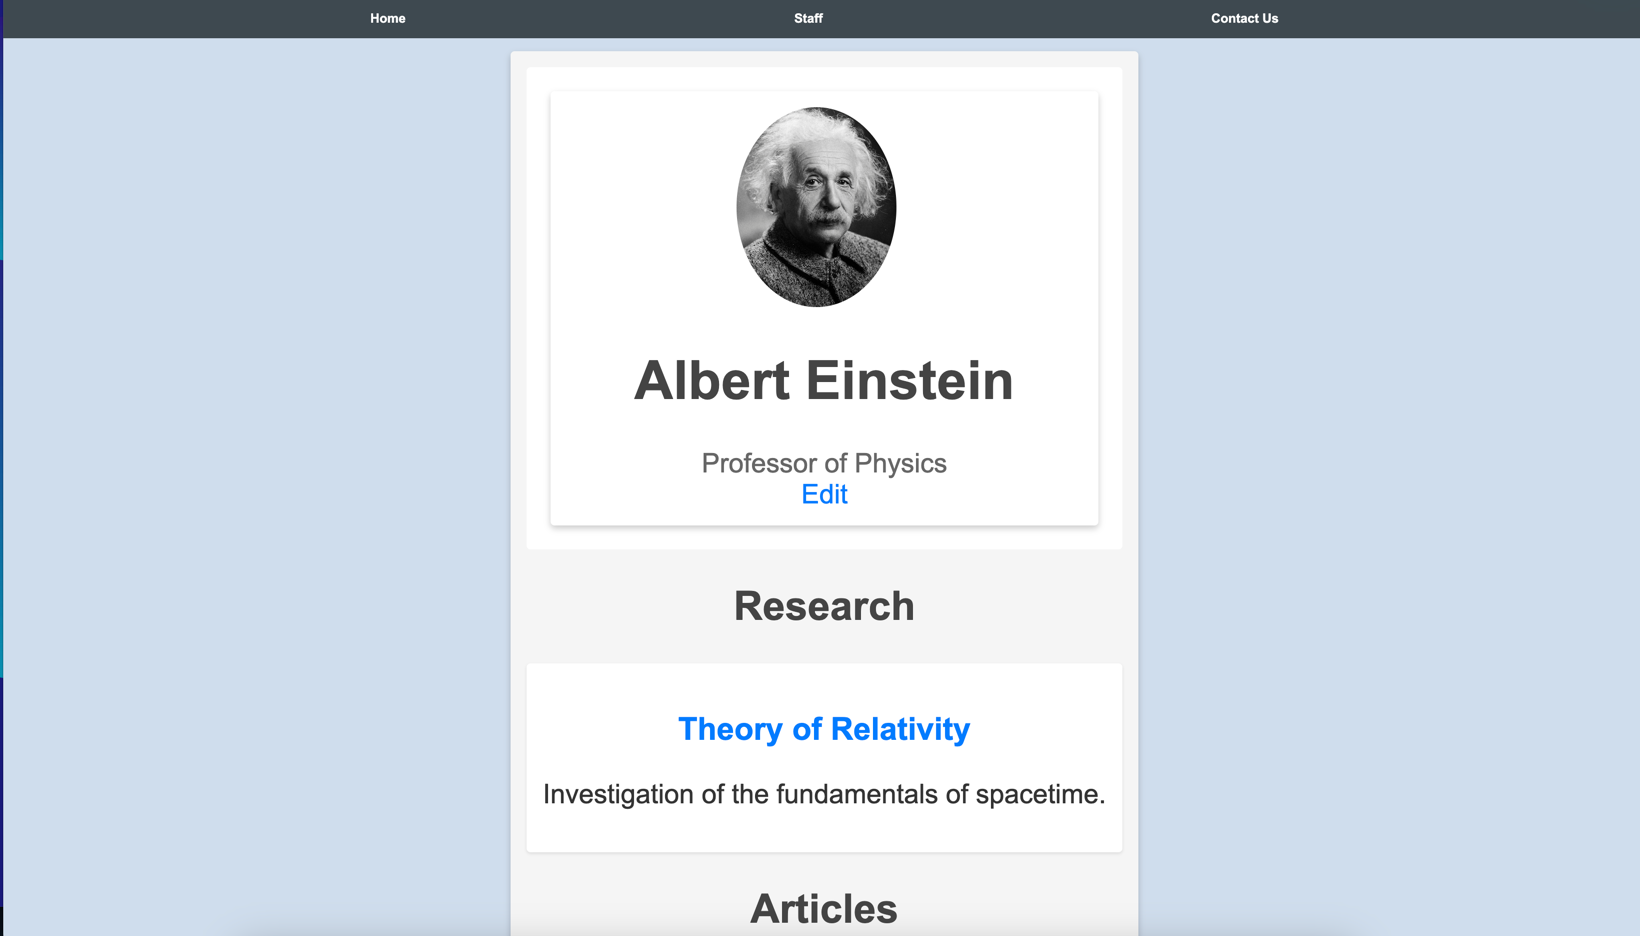 Home Staff Contact Us
Albert Einstein
Professor of Physics
Edit
Research
Theory of Relativity
Investigation of the fundamentals of spacetime.
Articles